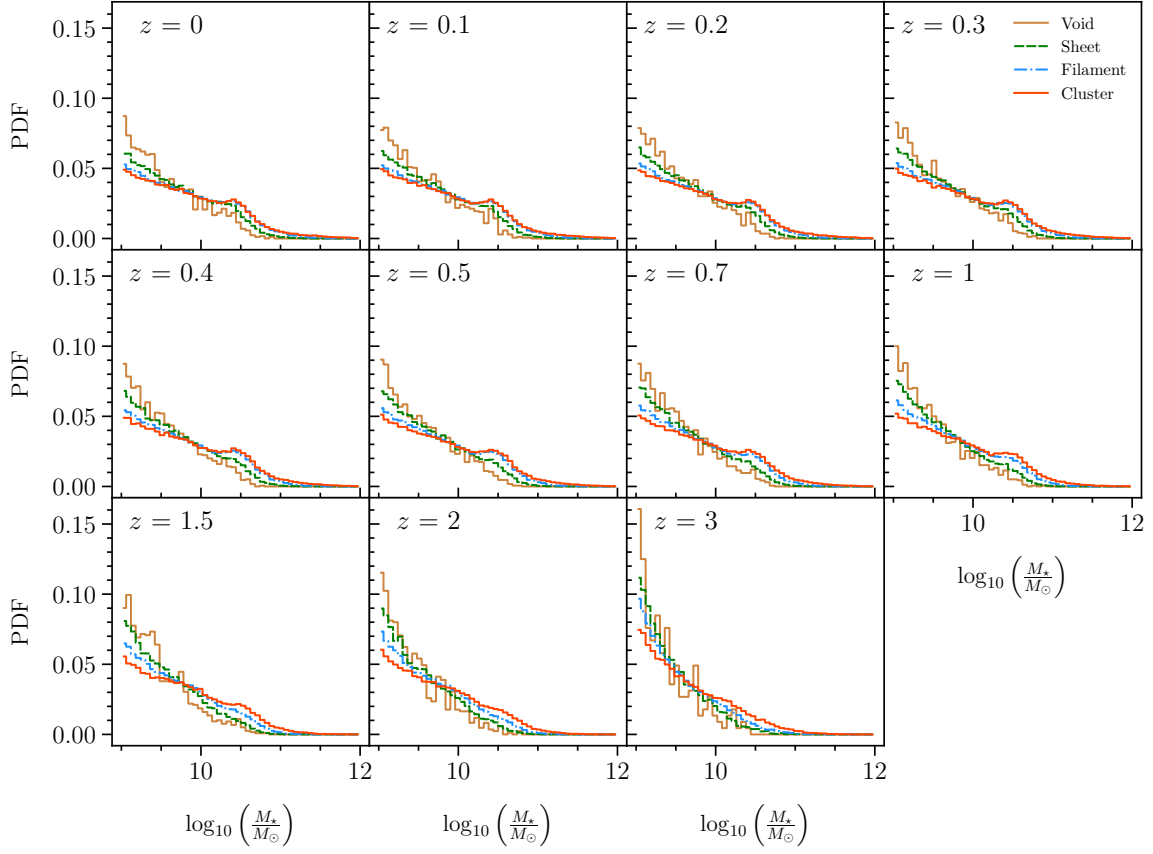 z = 0
z = 0.1
z = 0.2
z = 0.3
Void
Sheet
Filament
Cluster
0.15
0.10
0.05
0.00
PDF
z = 0.4
z = 0.5
z = 0.7
z = 1
0.15
0.10
0.05
0.00
PDF
10
12
log₁₀ (M⋆/M⊙)
z = 1.5
z = 2
z = 3
0.15
0.10
0.05
0.00
PDF
10
12
10
12
10
12
log₁₀ (M⋆/M⊙)
log₁₀ (M⋆/M⊙)
log₁₀ (M⋆/M⊙)